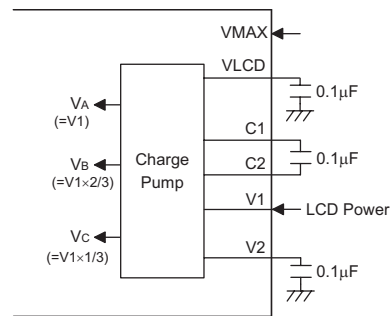 VMAX
VLCD
0.1µF
VA
(=V1)
C1
Charge
Pump
0.1µF
VB
(=V1×2/3)
C2
V1
LCD Power
VC
(=V1×1/3)
V2
0.1µF